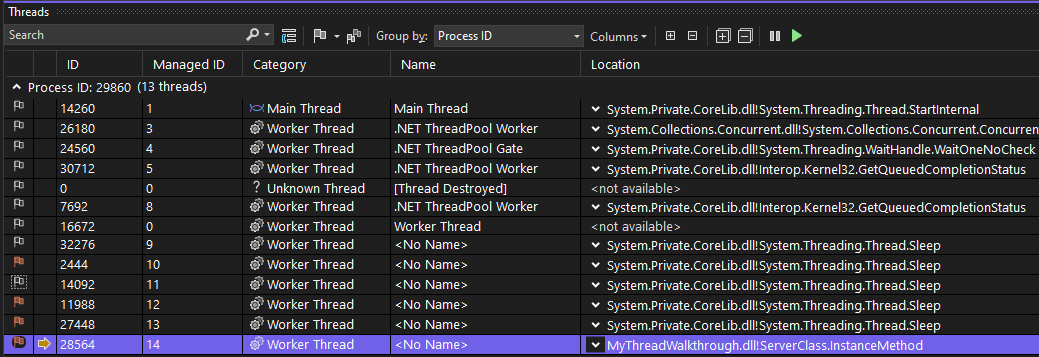 Threads
Search Group by: Process ID Columns
ID Managed ID Category Name Location
Process ID: 29860 (13 threads)
14260 1 Main Thread Main Thread System.Private.CoreLib.dll!System.Threading.Thread.StartInternal
26180 3 Worker Thread .NET ThreadPool Worker System.Collections.Concurrent.dll!System.Collections.Concurrent.Concurren
24560 4 Worker Thread .NET ThreadPool Gate System.Private.CoreLib.dll!System.Threading.WaitHandle.WaitOneNoCheck
30712 5 Worker Thread .NET ThreadPool Worker System.Private.CoreLib.dll!Interop.Kernel32.GetQueuedCompletionStatus
0 0 ? Unknown Thread [Thread Destroyed] <not available>
7692 8 Worker Thread .NET ThreadPool Worker System.Private.CoreLib.dll!Interop.Kernel32.GetQueuedCompletionStatus
16672 0 Worker Thread Worker Thread <not available>
32276 9 Worker Thread <No Name> System.Private.CoreLib.dll!System.Threading.Thread.Sleep
2444 10 Worker Thread <No Name> System.Private.CoreLib.dll!System.Threading.Thread.Sleep
14092 11 Worker Thread <No Name> System.Private.CoreLib.dll!System.Threading.Thread.Sleep
11988 12 Worker Thread <No Name> System.Private.CoreLib.dll!System.Threading.Thread.Sleep
27448 13 Worker Thread <No Name> System.Private.CoreLib.dll!System.Threading.Thread.Sleep
28564 14 Worker Thread <No Name> MyThreadWalkthrough.dll!ServerClass.InstanceMethod